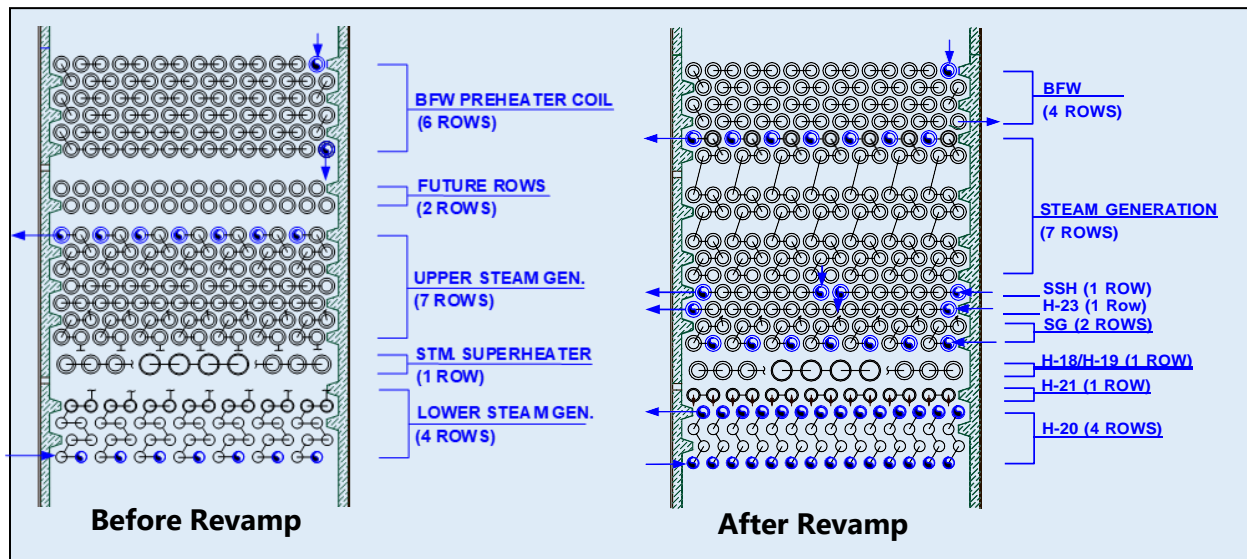 BFW PREHEATER COIL
(6 ROWS)
FUTURE ROWS
(2 ROWS)
UPPER STEAM GEN.
(7 ROWS)
STM. SUPERHEATER
(1 ROW)
LOWER STEAM GEN.
(4 ROWS)
Before Revamp
BFW
(4 ROWS)
STEAM GENERATION
(7 ROWS)
SSH (1 ROW)
H-23 (1 Row)
SG (2 ROWS)
H-18/H-19 (1 ROW)
H-21 (1 ROW)
H-20 (4 ROWS)
After Revamp